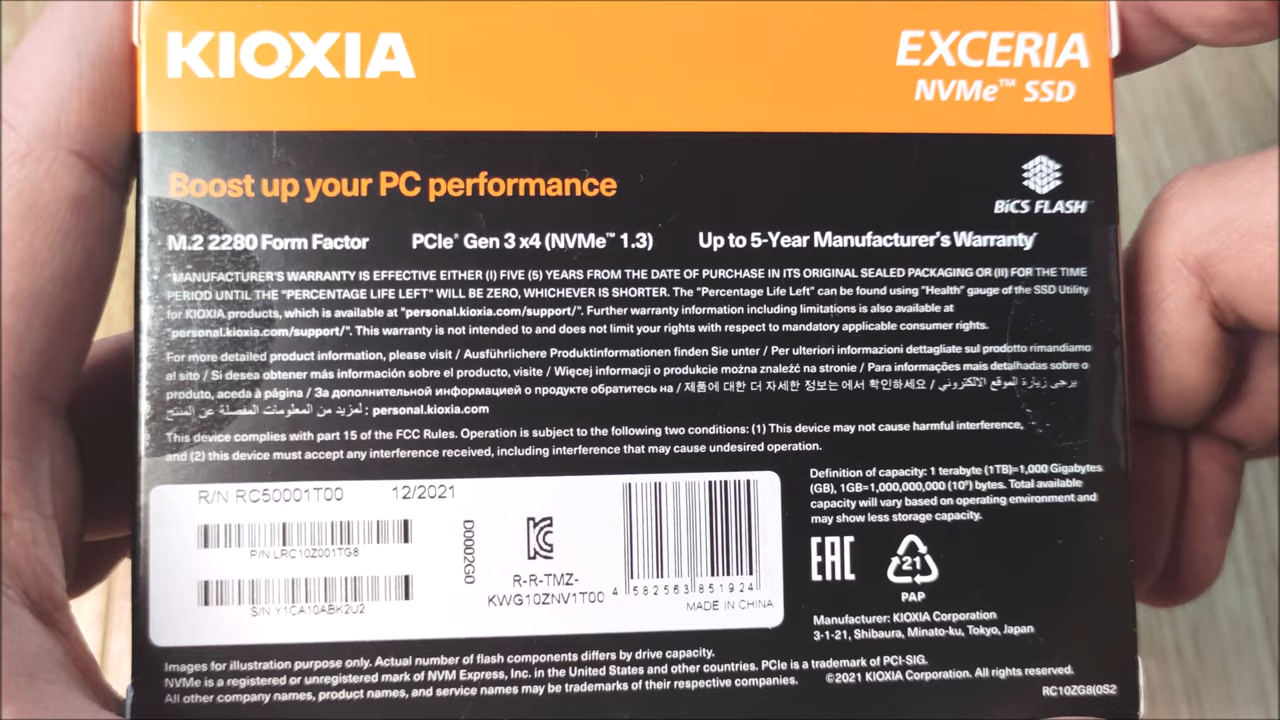 KIOXIA
EXCERIA
NVMe™ SSD
Boost up your PC performance
BiCS FLASH™
M.2 2280 Form Factor PCIe® Gen 3 x4 (NVMe™ 1.3) Up to 5-Year Manufacturer's Warranty*
*MANUFACTURER'S WARRANTY IS EFFECTIVE EITHER (I) FIVE (5) YEARS FROM THE DATE OF PURCHASE IN ITS ORIGINAL SEALED PACKAGING OR (II) FOR THE TIME
PERIOD UNTIL THE "PERCENTAGE LIFE LEFT" WILL BE ZERO, WHICHEVER IS SHORTER. The "Percentage Life Left" can be found using "Health" gauge of the SSD Utility
for KIOXIA products, which is available at "personal.kioxia.com/support/". Further warranty information including limitations is also available at
"personal.kioxia.com/support/". This warranty is not intended to and does not limit your rights with respect to mandatory applicable consumer rights.
For more detailed product information, please visit / Ausführlichere Produktinformationen finden Sie unter / Per ulteriori informazioni dettagliate sul prodotto rimandiamo
al sito / Si desea obtener más información sobre el producto, visite / Więcej informacji o produkcie można znaleźć na stronie / Para informações mais detalhadas sobre o
produto, aceda à página / За дополнительной информацией о продукте обратитесь на / 제품에 대한 더 자세한 정보는 에서 확인하세요 / يرجى زيارة الموقع الالكتروني
لمزيد من المعلومات المفصلة عن المنتج : personal.kioxia.com
This device complies with part 15 of the FCC Rules. Operation is subject to the following two conditions: (1) This device may not cause harmful interference,
and (2) this device must accept any interference received, including interference that may cause undesired operation.
R/N RC50001T00 12/2021
P/N LRC10Z001TG8
S/N Y1CA10ABK2U2
D0002G0
R-R-TMZ-
KWG10ZNV1T00
4 582563 851924
MADE IN CHINA
Definition of capacity: 1 terabyte (1TB)=1,000 Gigabytes
(GB), 1GB=1,000,000,000 (10⁹) bytes. Total available
capacity will vary based on operating environment and
may show less storage capacity.
EAC
21
PAP
Manufacturer: KIOXIA Corporation
3-1-21, Shibaura, Minato-ku, Tokyo, Japan
Images for illustration purpose only. Actual number of flash components differs by drive capacity.
NVMe is a registered or unregistered mark of NVM Express, Inc. in the United States and other countries. PCIe is a trademark of PCI-SIG.
All other company names, product names, and service names may be trademarks of their respective companies. ©2021 KIOXIA Corporation. All rights reserved.
RC10ZG8(0S2